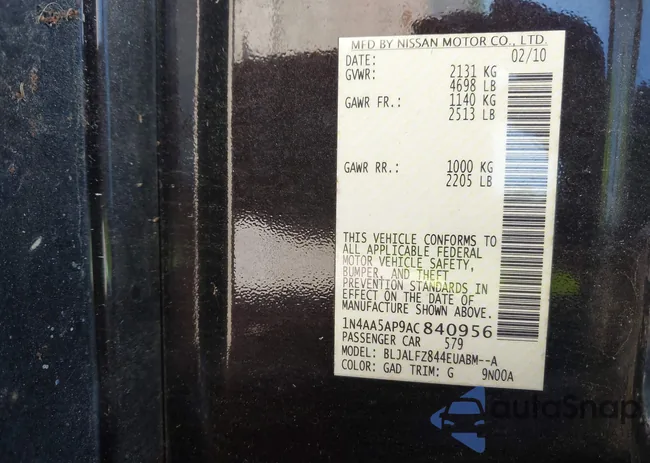 MFD BY NISSAN MOTOR CO., LTD.
DATE: 02/10
GVWR: 2131 KG
4698 LB
GAWR FR.: 1140 KG
2513 LB
GAWR RR.: 1000 KG
2205 LB
THIS VEHICLE CONFORMS TO
ALL APPLICABLE FEDERAL
MOTOR VEHICLE SAFETY,
BUMPER, AND THEFT
PREVENTION STANDARDS IN
EFFECT ON THE DATE OF
MANUFACTURE SHOWN ABOVE.
1N4AA5AP9AC840956
PASSENGER CAR 579
MODEL: BLJALFZ844EUABM--A
COLOR: GAD TRIM: G 9N00A
autoSnap